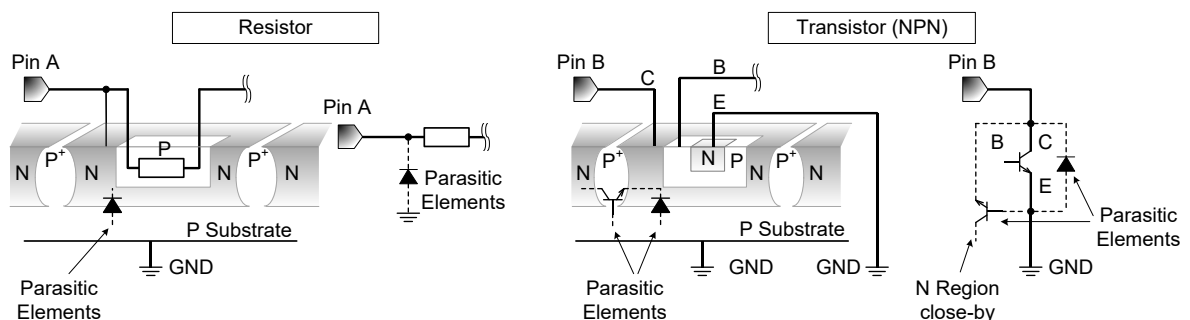 Resistor
Pin A
P
N
P+
N
N
P+
N
Parasitic
Elements
P Substrate
GND
Pin A
Parasitic
Elements
Transistor (NPN)
Pin B
C
B
E
N
P+
N
N
P
N
P+
N
P Substrate
GND
GND
Parasitic
Elements
Pin B
B
C
E
GND
Parasitic
Elements
N Region
close-by